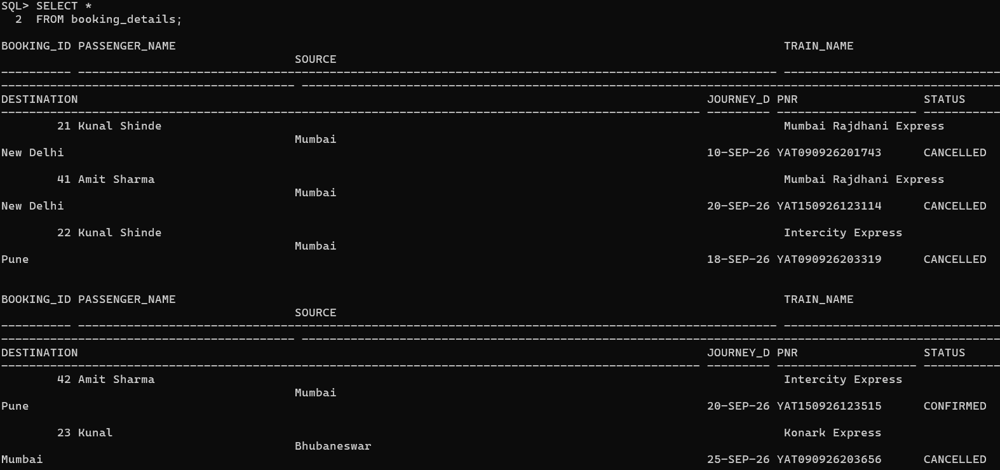 SQL> SELECT *
  2  FROM booking_details;
BOOKING_ID PASSENGER_NAME TRAIN_NAME
SOURCE
---------- ---------------------------------------------------------------------------------------------------- -------------------------------
------------------------------------------ ----------------------------------------------------------------------------------------------------
DESTINATION JOURNEY_D PNR STATUS
---------------------------------------------------------------------------------------------------- --------- -------------------- -----------
21 Kunal Shinde Mumbai Rajdhani Express
Mumbai
New Delhi 10-SEP-26 YAT090926201743 CANCELLED
41 Amit Sharma Mumbai Rajdhani Express
Mumbai
New Delhi 20-SEP-26 YAT150926123114 CANCELLED
22 Kunal Shinde Intercity Express
Mumbai
Pune 18-SEP-26 YAT090926203319 CANCELLED
BOOKING_ID PASSENGER_NAME TRAIN_NAME
SOURCE
---------- ---------------------------------------------------------------------------------------------------- -------------------------------
------------------------------------------ ----------------------------------------------------------------------------------------------------
DESTINATION JOURNEY_D PNR STATUS
---------------------------------------------------------------------------------------------------- --------- -------------------- -----------
42 Amit Sharma Intercity Express
Mumbai
Pune 20-SEP-26 YAT150926123515 CONFIRMED
23 Kunal Konark Express
Bhubaneswar
Mumbai 25-SEP-26 YAT090926203656 CANCELLED